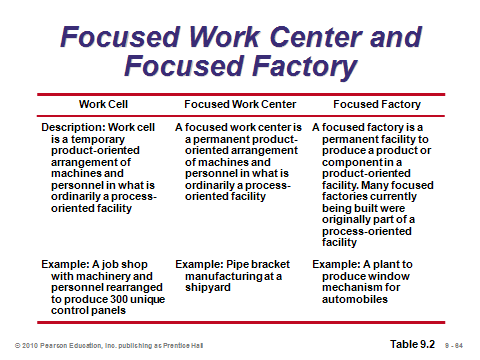 Focused Work Center and
Focused Factory
Work Cell
Focused Work Center
Focused Factory
Description: Work cell
is a temporary
product-oriented
arrangement of
machines and
personnel in what is
ordinarily a process-
oriented facility
A focused work center is
a permanent product-
oriented arrangement
of machines and
personnel in what is
ordinarily a process-
oriented facility
A focused factory is a
permanent facility to
produce a product or
component in a
product-oriented
facility. Many focused
factories currently
being built were
originally part of a
process-oriented
facility
Example: A job shop
with machinery and
personnel rearranged
to produce 300 unique
control panels
Example: Pipe bracket
manufacturing at a
shipyard
Example: A plant to
produce window
mechanism for
automobiles
Table 9.2
© 2010 Pearson Education, Inc. publishing as Prentice Hall
9 - 64